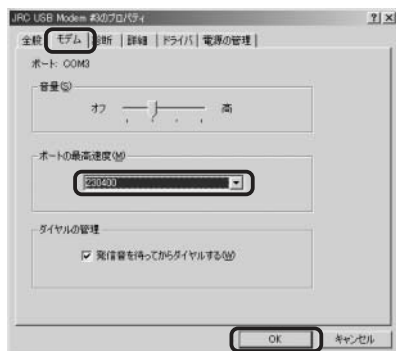 JRC USB Modem #3のプロパティ
全般 モデム 診断 詳細 ドライバ 電源の管理
ポート: COM3
音量(S)
オフ 高
ポートの最高速度(M)
230400
ダイヤルの管理
発信音を待ってからダイヤルする(W)
OK キャンセル